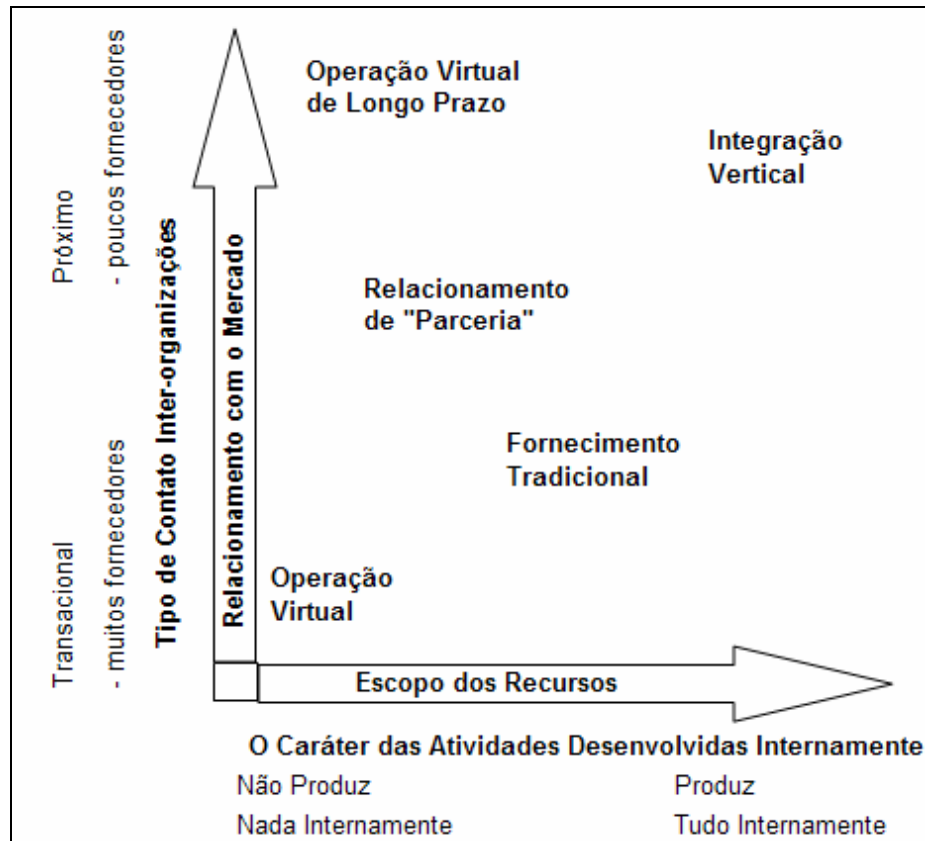 Operação Virtual
de Longo Prazo
Integração
Vertical
Relacionamento
de "Parceria"
Fornecimento
Tradicional
Operação
Virtual
Próximo
- poucos fornecedores
Transacional
- muitos fornecedores
Tipo de Contato Inter-organizações
Relacionamento com o Mercado
Escopo dos Recursos
O Caráter das Atividades Desenvolvidas Internamente
Não Produz
Nada Internamente
Produz
Tudo Internamente